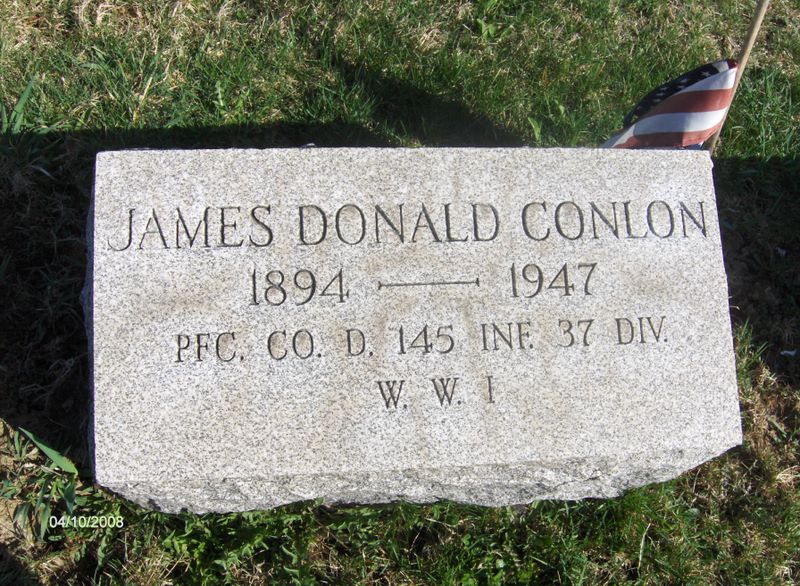 JAMES DONALD CONLON
1894 — 1947
PFC. CO. D. 145 INF. 37 DIV.
W. W. I
04/10/2008